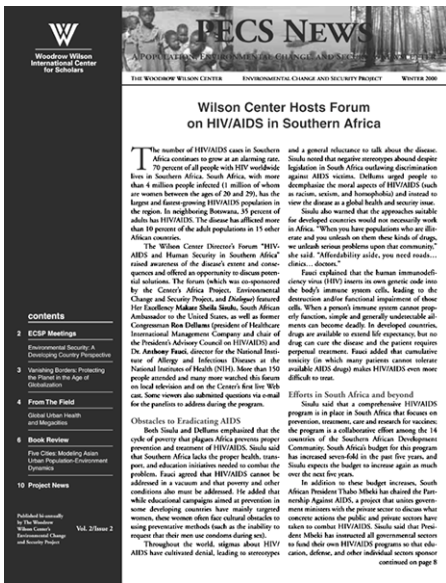 Woodrow Wilson
International Center
for Scholars
PECS NEWS
A POPULATION, ENVIRONMENTAL CHANGE, AND SECURITY NEWSLETTER
THE WOODROW WILSON CENTER
ENVIRONMENTAL CHANGE AND SECURITY PROJECT
WINTER 2000
Wilson Center Hosts Forum
on HIV/AIDS in Southern Africa
The number of HIV/AIDS cases in Southern
Africa continues to grow at an alarming rate.
70 percent of all people with HIV worldwide
lives in Southern Africa. South Africa, with more
than 4 million people infected (1 million of whom
are women between the ages of 20 and 29), has the
largest and fastest-growing HIV/AIDS population in
the region. In neighboring Botswana, 35 percent of
adults has HIV/AIDS. The disease has afflicted more
than 10 percent of the adult populations in 15 other
African countries.
The Wilson Center Director's Forum "HIV-
AIDS and Human Security in Southern Africa"
raised awareness of the disease's extent and conse-
quences and offered an opportunity to discuss poten-
tial solutions. The forum (which was co-sponsored
by the Center's Africa Project, Environmental
Change and Security Project, and Dialogue) featured
Her Excellency Makate Sheila Sisulu, South African
Ambassador to the United States, as well as former
Congressman Ron Dellums (president of Healthcare
International Management Company and chair of
the President's Advisory Council on HIV/AIDS) and
Dr. Anthony Fauci, director for the National Insti-
tute of Allergy and Infectious Diseases at the
National Institutes of Health (NIH). More than 150
people attended and many more watched this forum
on local television and on the Center's first live Web
cast. Some viewers also submitted questions via e-mail
for the panelists to address during the program.
Obstacles to Eradicating AIDS
Both Sisulu and Dellums emphasized that the
cycle of poverty that plagues Africa prevents proper
prevention and treatment of HIV/AIDS. Sisulu said
that Southern Africa lacks the proper health, trans-
port, and education initiatives needed to combat the
problem. Fauci agreed that HIV/AIDS cannot be
addressed in a vacuum and that poverty and other
conditions also must be addressed. He added that
while educational campaigns aimed at prevention in
some developing countries have mainly targeted
women, these women often face cultural obstacles to
using preventative methods (such as the inability to
request that their men use condoms during sex).
Throughout the world, stigmas about HIV/
AIDS have cultivated denial, leading to stereotypes
and a general reluctance to talk about the disease.
Sisulu noted that negative stereotypes abound despite
legislation in South Africa outlawing discrimination
against AIDS victims. Dellums urged people to
deemphasize the moral aspects of HIV/AIDS (such
as racism, sexism, and homophobia) and instead to
view the disease as a global health and security issue.
Sisulu also warned that the approaches suitable
for developed countries would not necessarily work
in Africa. "When you have populations who are illit-
erate and you unleash on them these kinds of drugs,
we unleash serious problems upon that community,"
she said. "Affordability aside, you need roads...
clinics... doctors."
Fauci explained that the human immunodefi-
ciency virus (HIV) inserts its own genetic code into
the body's immune system cells, leading to the
destruction and/or functional impairment of those
cells. When a person's immune system cannot prop-
erly function, simple and generally undetectable ail-
ments can become deadly. In developed countries,
drugs are available to extend life expectancy, but no
drug can cure the disease and the patient requires
perpetual treatment. Fauci added that cumulative
toxicity (in which many patients cannot tolerate
available AIDS drugs) makes HIV/AIDS even more
difficult to treat.
Efforts in South Africa and beyond
Sisulu said that a comprehensive HIV/AIDS
program is in place in South Africa that focuses on
prevention, treatment, care and research for vaccines;
the program is a collaborative effort among the 14
countries of the Southern African Development
Community. South Africa's budget for this program
has increased seven-fold in the past five years, and
Sisulu expects the budget to increase again as much
over the next five years.
In addition to these budget increases, South
African President Thabo Mbeki has chaired the Part-
nership Against AIDS, a project that unites govern-
ment ministers with the private sector to discuss what
concrete actions the public and private sectors have
taken to combat HIV/AIDS. Sisulu said that Presi-
dent Mbeki has instructed all governmental sectors
to fund their own HIV/AIDS programs so that edu-
cation, defense, and other individual sectors sponsor
continued on page 8
contents
2 ECSP Meetings
Environmental Security: A
Developing Country Perspective
3 Vanishing Borders: Protecting
the Planet in the Age of
Globalization
4 From The Field
Global Urban Health
and Megacities
6 Book Review
Five Cities: Modeling Asian
Urban Population-Environment
Dynamics
10 Project News
Published bi-annually
by the Woodrow
Wilson Center's
Environmental Change
and Security Project
Vol. 2/Issue 2